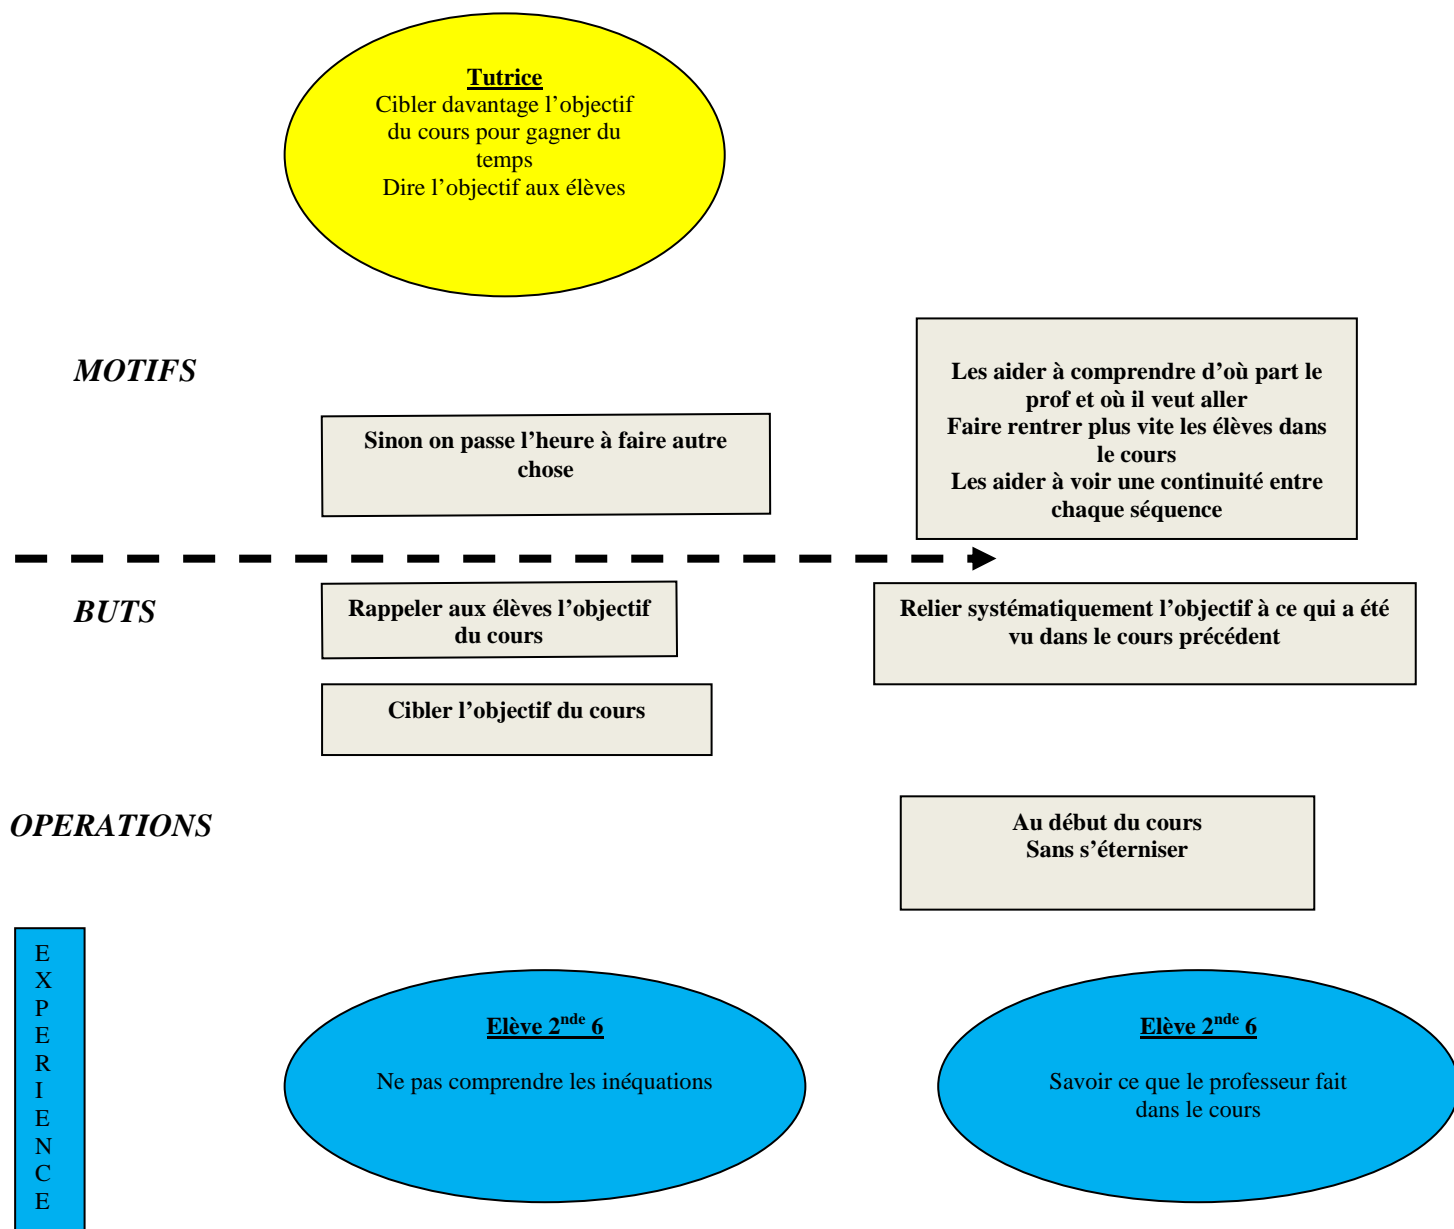 Tutrice
Cibler davantage l’objectif
du cours pour gagner du
temps
Dire l’objectif aux élèves
MOTIFS
Sinon on passe l’heure à faire autre
chose
Les aider à comprendre d’où part le
prof et où il veut aller
Faire rentrer plus vite les élèves dans
le cours
Les aider à voir une continuité entre
chaque séquence
BUTS
Rappeler aux élèves l’objectif
du cours
Relier systématiquement l’objectif à ce qui a été
vu dans le cours précédent
Cibler l’objectif du cours
OPERATIONS
Au début du cours
Sans s’éterniser
E
X
P
E
R
I
E
N
C
E
Elève 2nde 6
Ne pas comprendre les inéquations
Elève 2nde 6
Savoir ce que le professeur fait
dans le cours